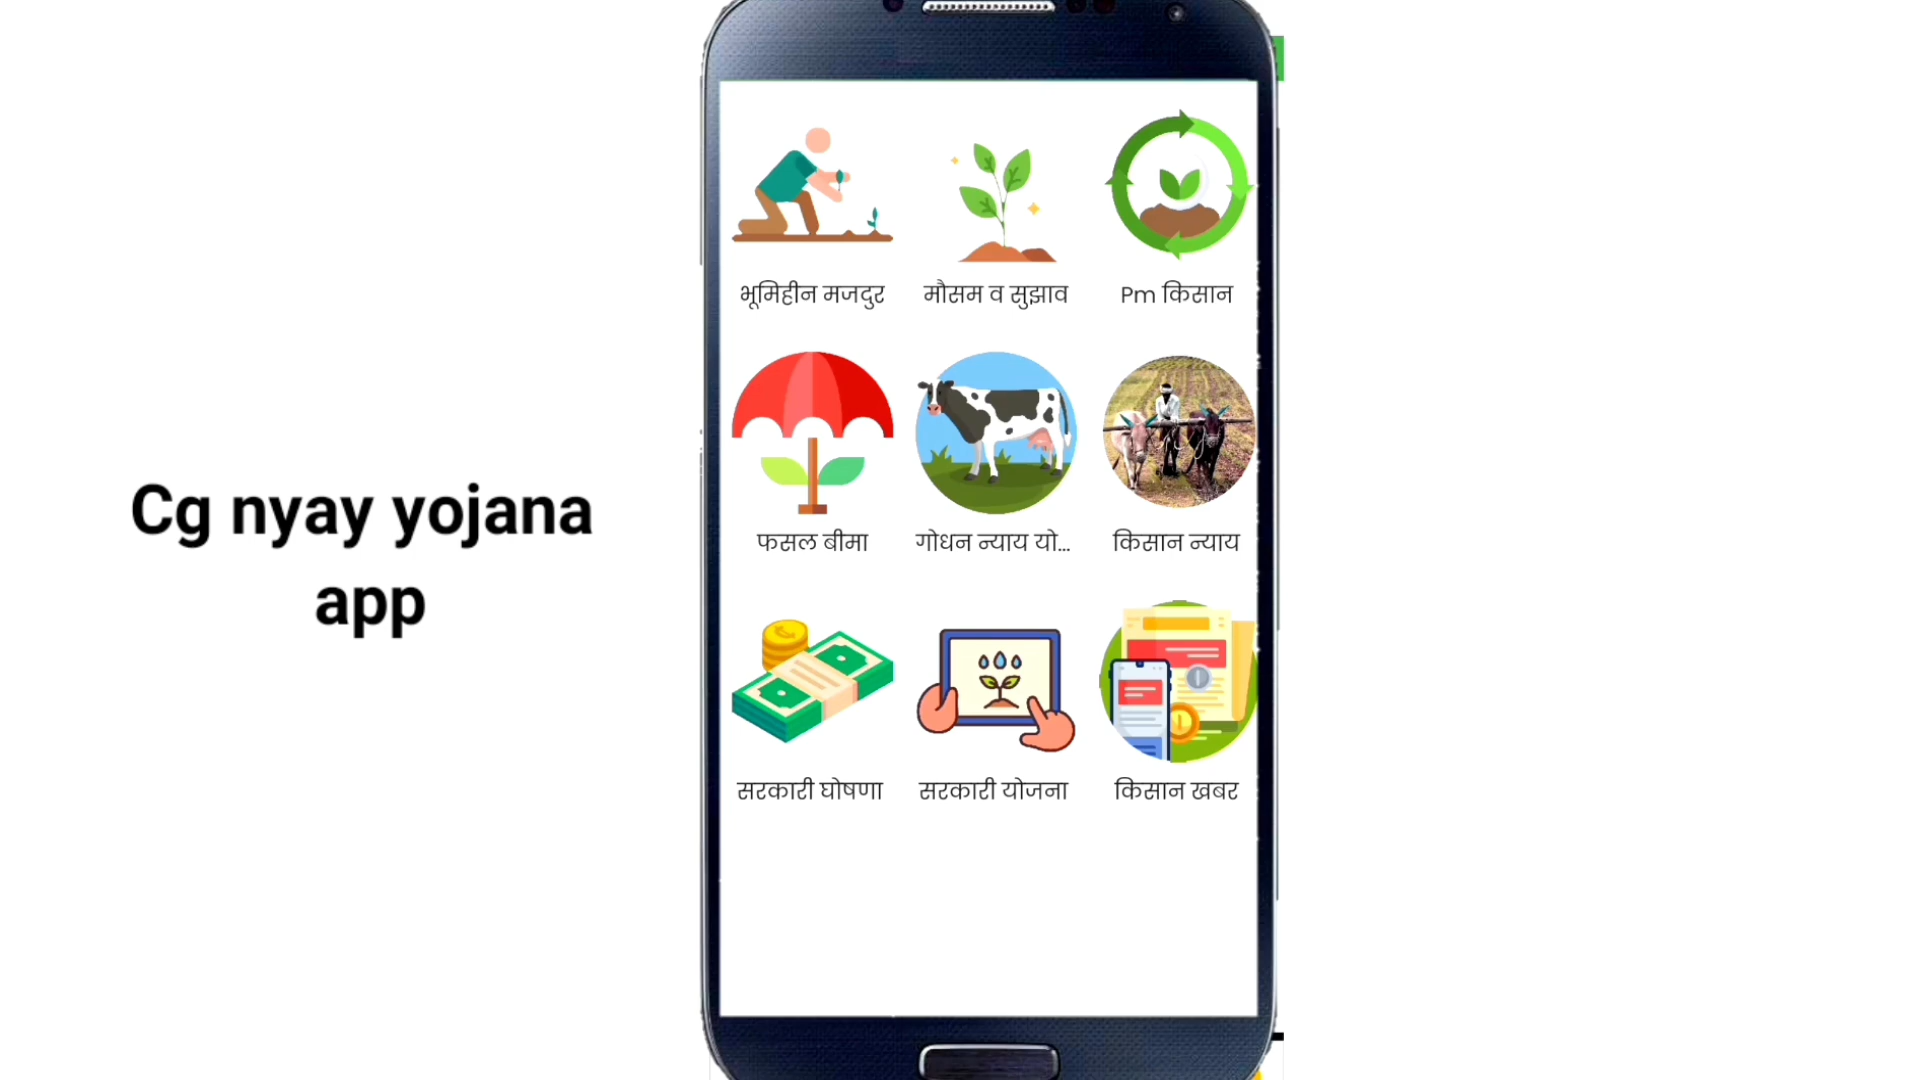 Cg nyay yojana
app
भूमिहीन मजदुर
मौसम व सुझाव
Pm किसान
फसल बीमा
गोधन न्याय यो...
किसान न्याय
सरकारी घोषणा
सरकारी योजना
किसान खबर